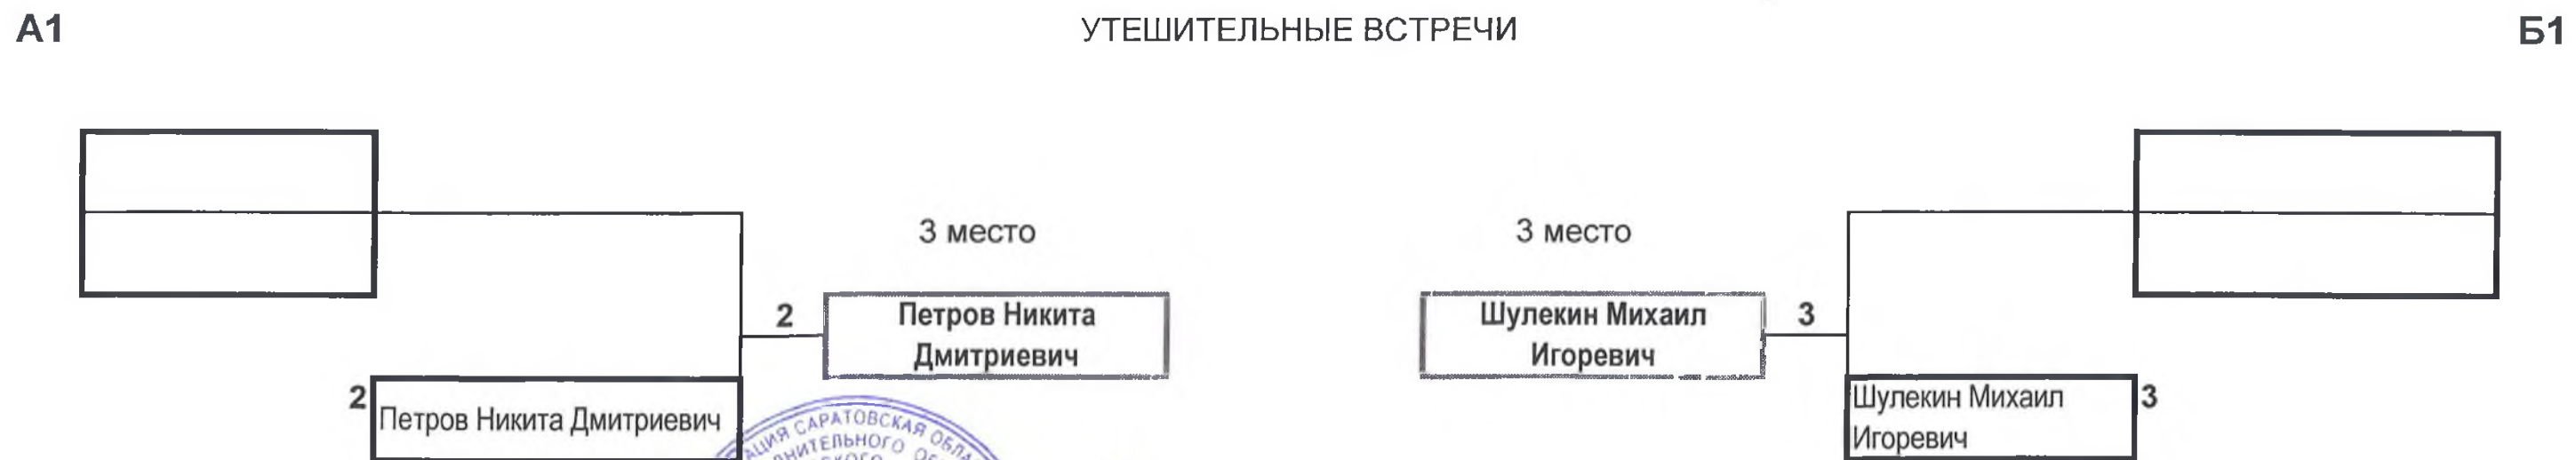 А1
УТЕШИТЕЛЬНЫЕ ВСТРЕЧИ
Б1
3 место
3 место
2
Петров Никита
Дмитриевич
Шулекин Михаил
Игоревич
3
2
Петров Никита Дмитриевич
Шулекин Михаил
Игоревич
3
САРАТОВСКАЯ